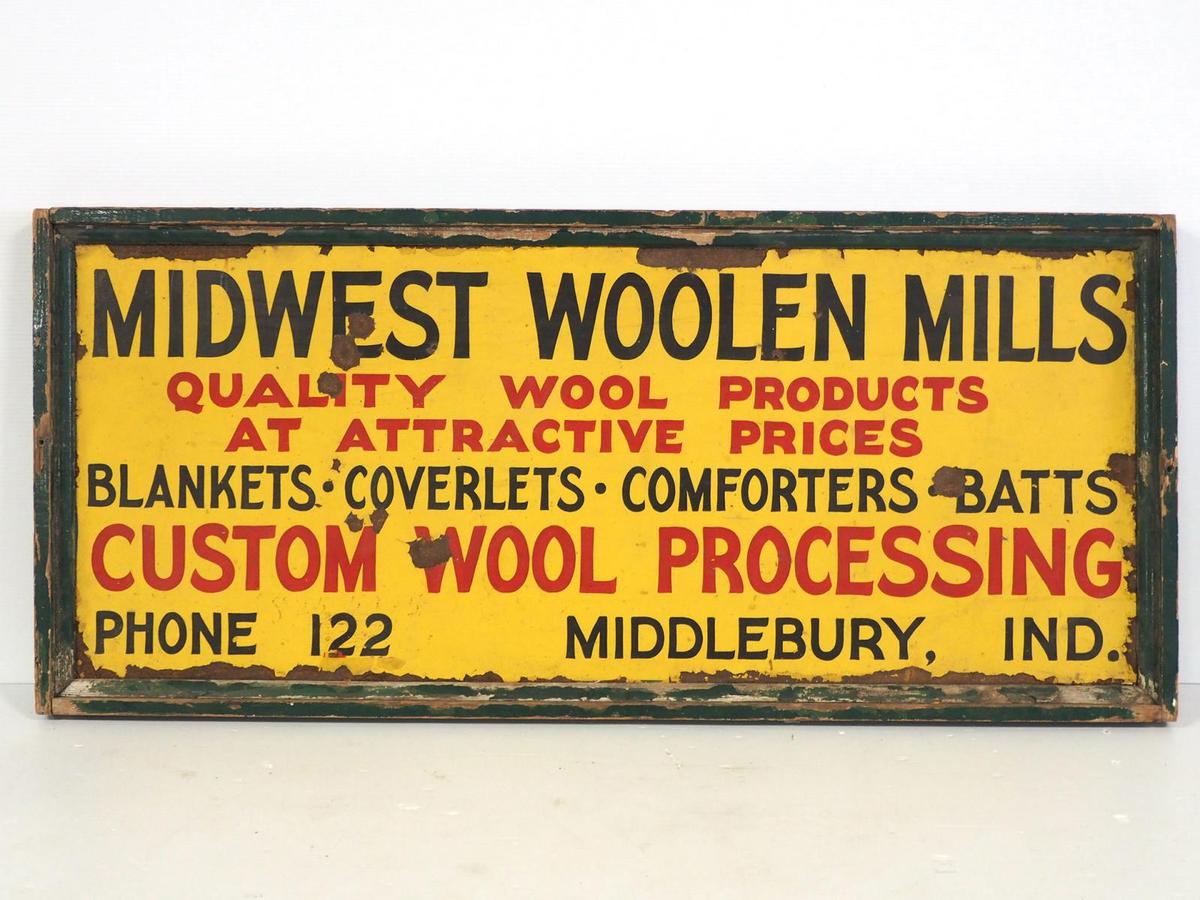 MIDWEST WOOLEN MILLS
QUALITY WOOL PRODUCTS
AT ATTRACTIVE PRICES
BLANKETS • COVERLETS • COMFORTERS • BATTS
CUSTOM WOOL PROCESSING
PHONE 122 MIDDLEBURY, IND.